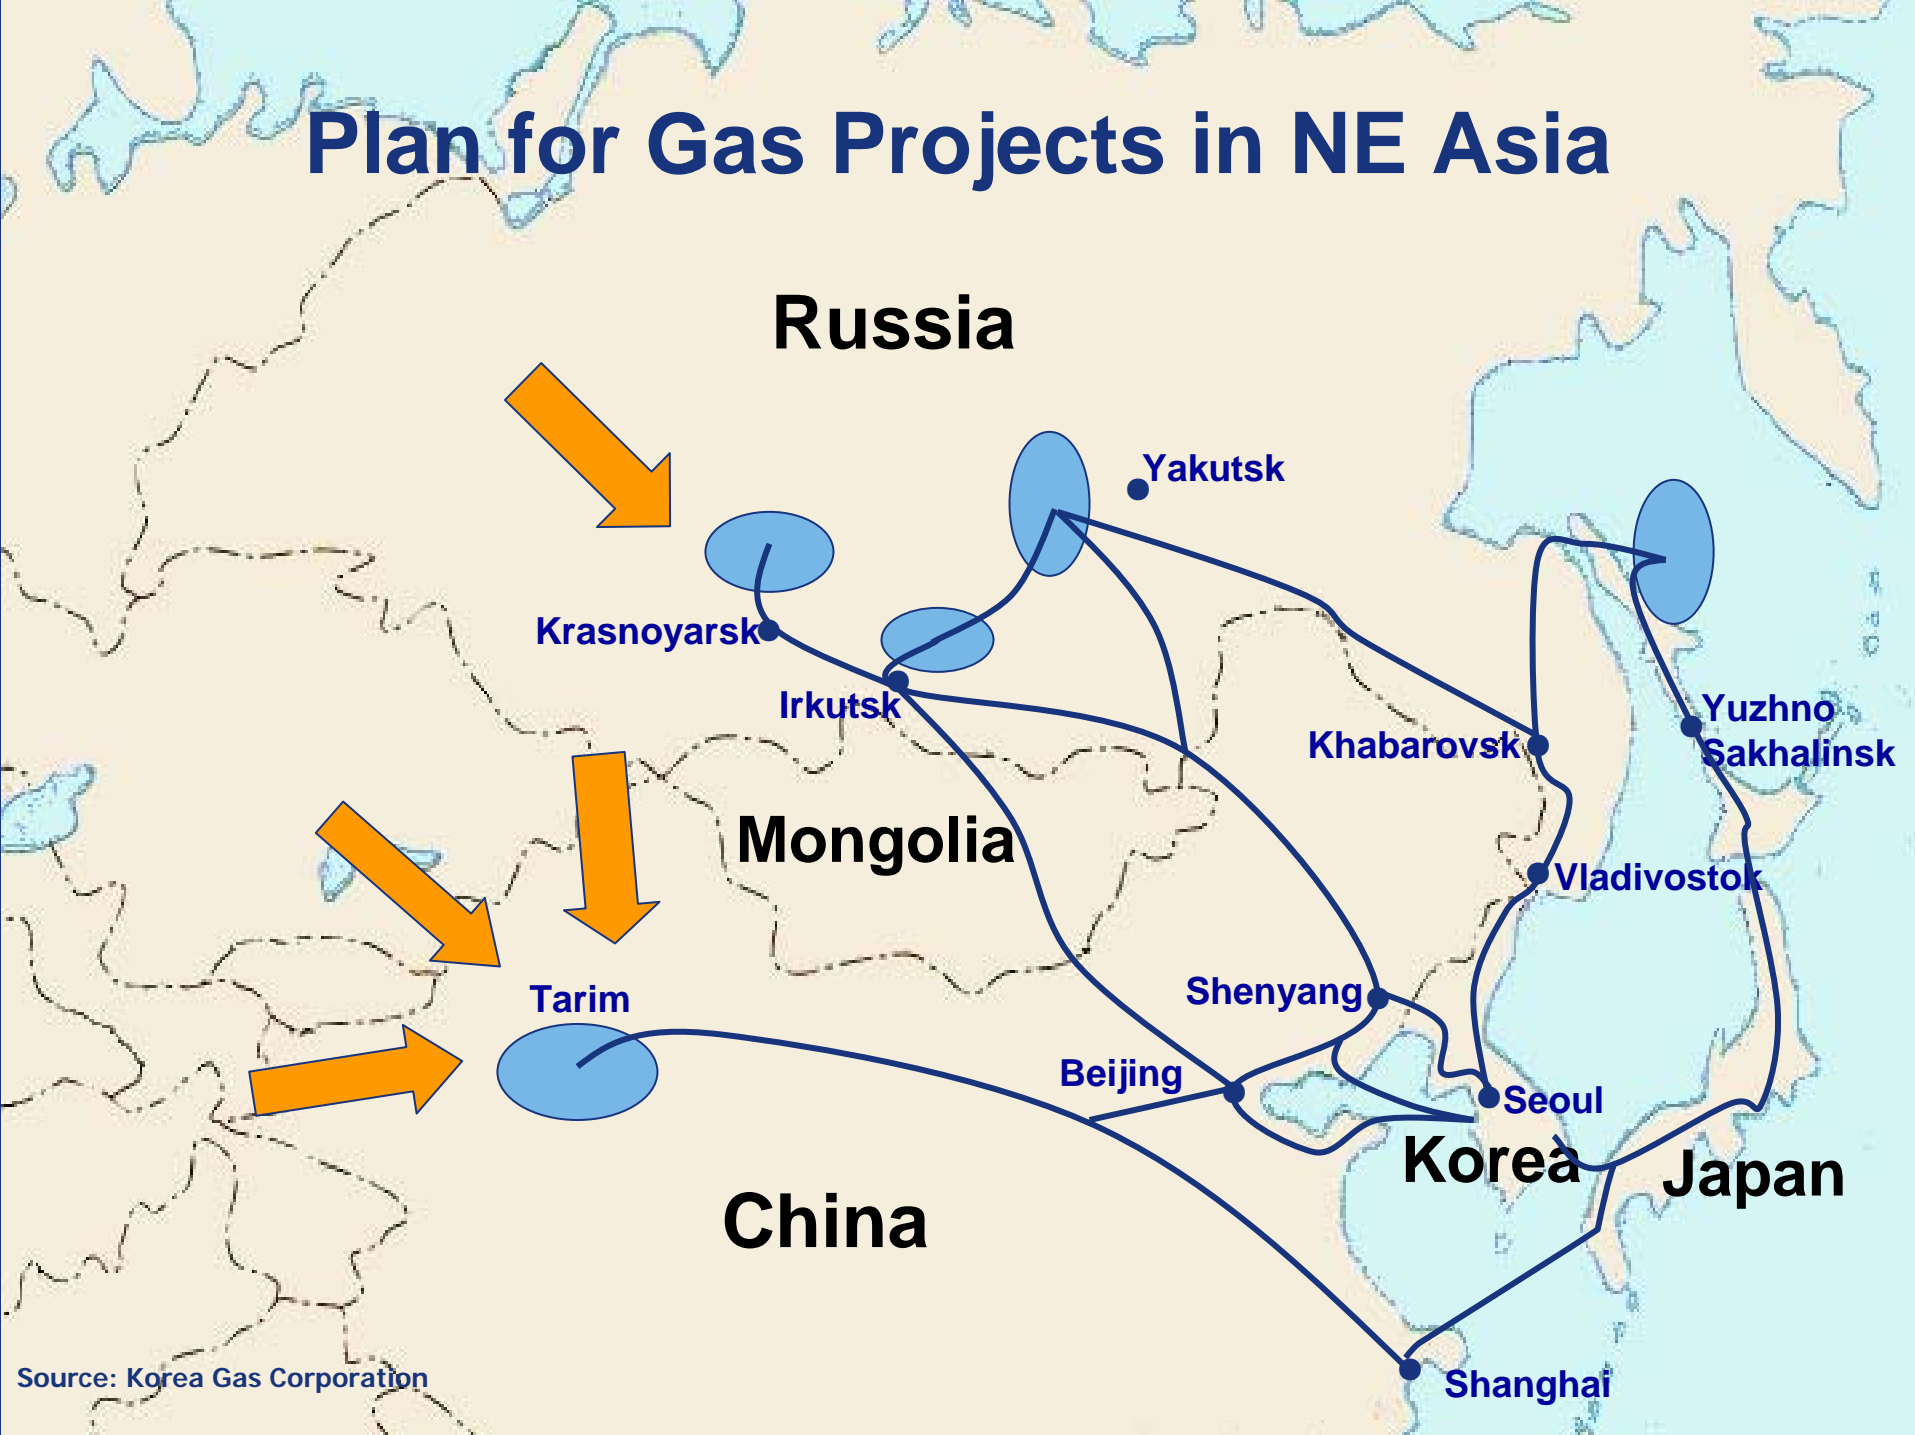 Plan for Gas Projects in NE Asia
Russia
Yakutsk
Krasnoyarsk
Irkutsk
Yuzhno
Sakhalinsk
Khabarovsk
Mongolia
Vladivostok
Tarim
Shenyang
Beijing
Seoul
Korea
Japan
China
Source: Korea Gas Corporation
Shanghai